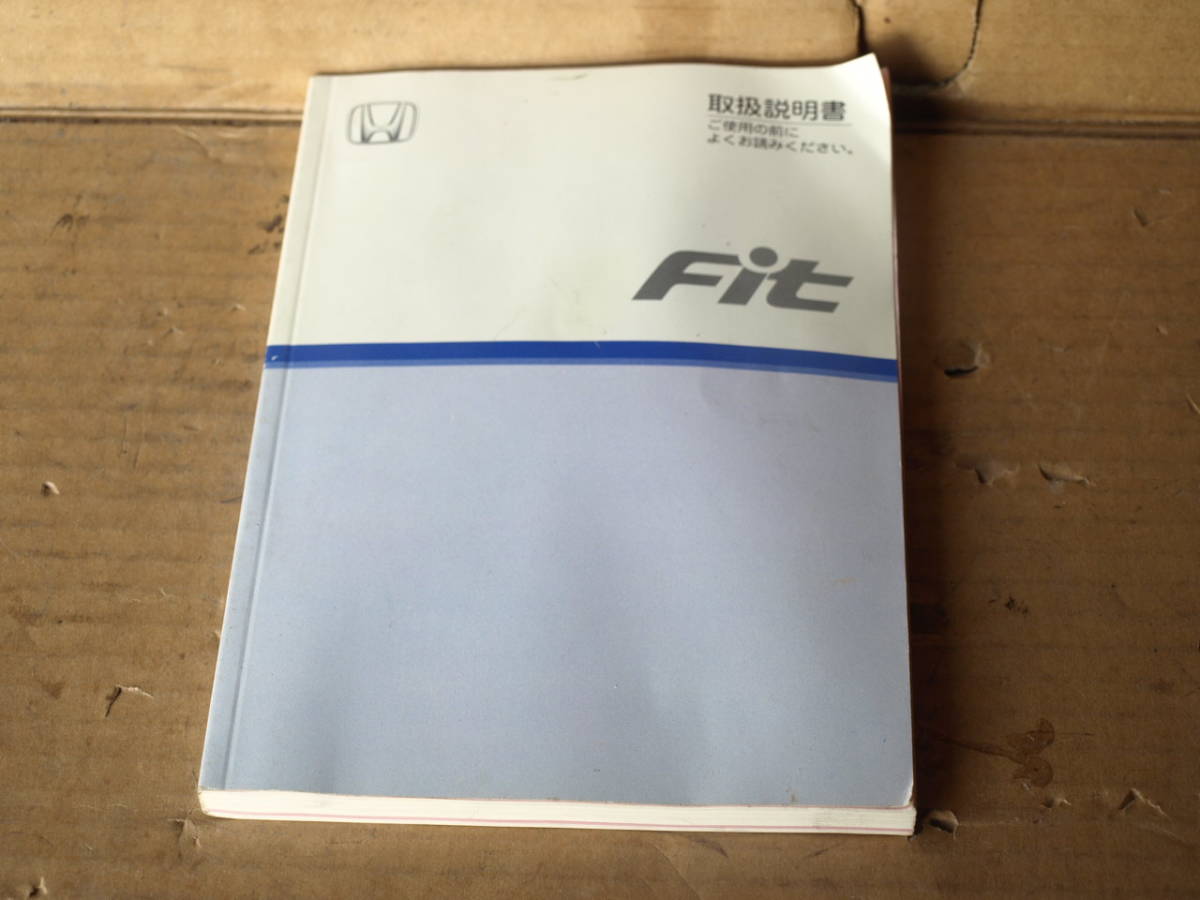 取扱説明書
ご使用の前に
よくお読みください。
Fit